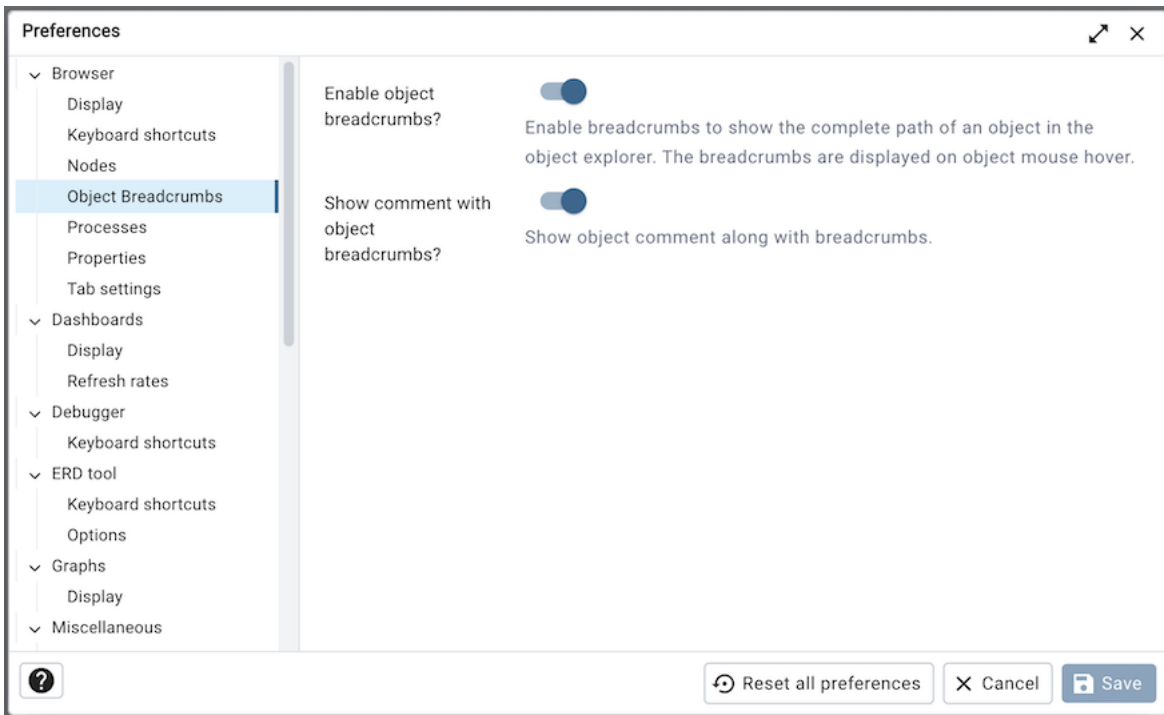 Preferences
Browser
Display
Keyboard shortcuts
Nodes
Object Breadcrumbs
Processes
Properties
Tab settings
Dashboards
Display
Refresh rates
Debugger
Keyboard shortcuts
ERD tool
Keyboard shortcuts
Options
Graphs
Display
Miscellaneous
Enable object
breadcrumbs?
Enable breadcrumbs to show the complete path of an object in the
object explorer. The breadcrumbs are displayed on object mouse hover.
Show comment with
object
breadcrumbs?
Show object comment along with breadcrumbs.
?
Reset all preferences
Cancel
Save